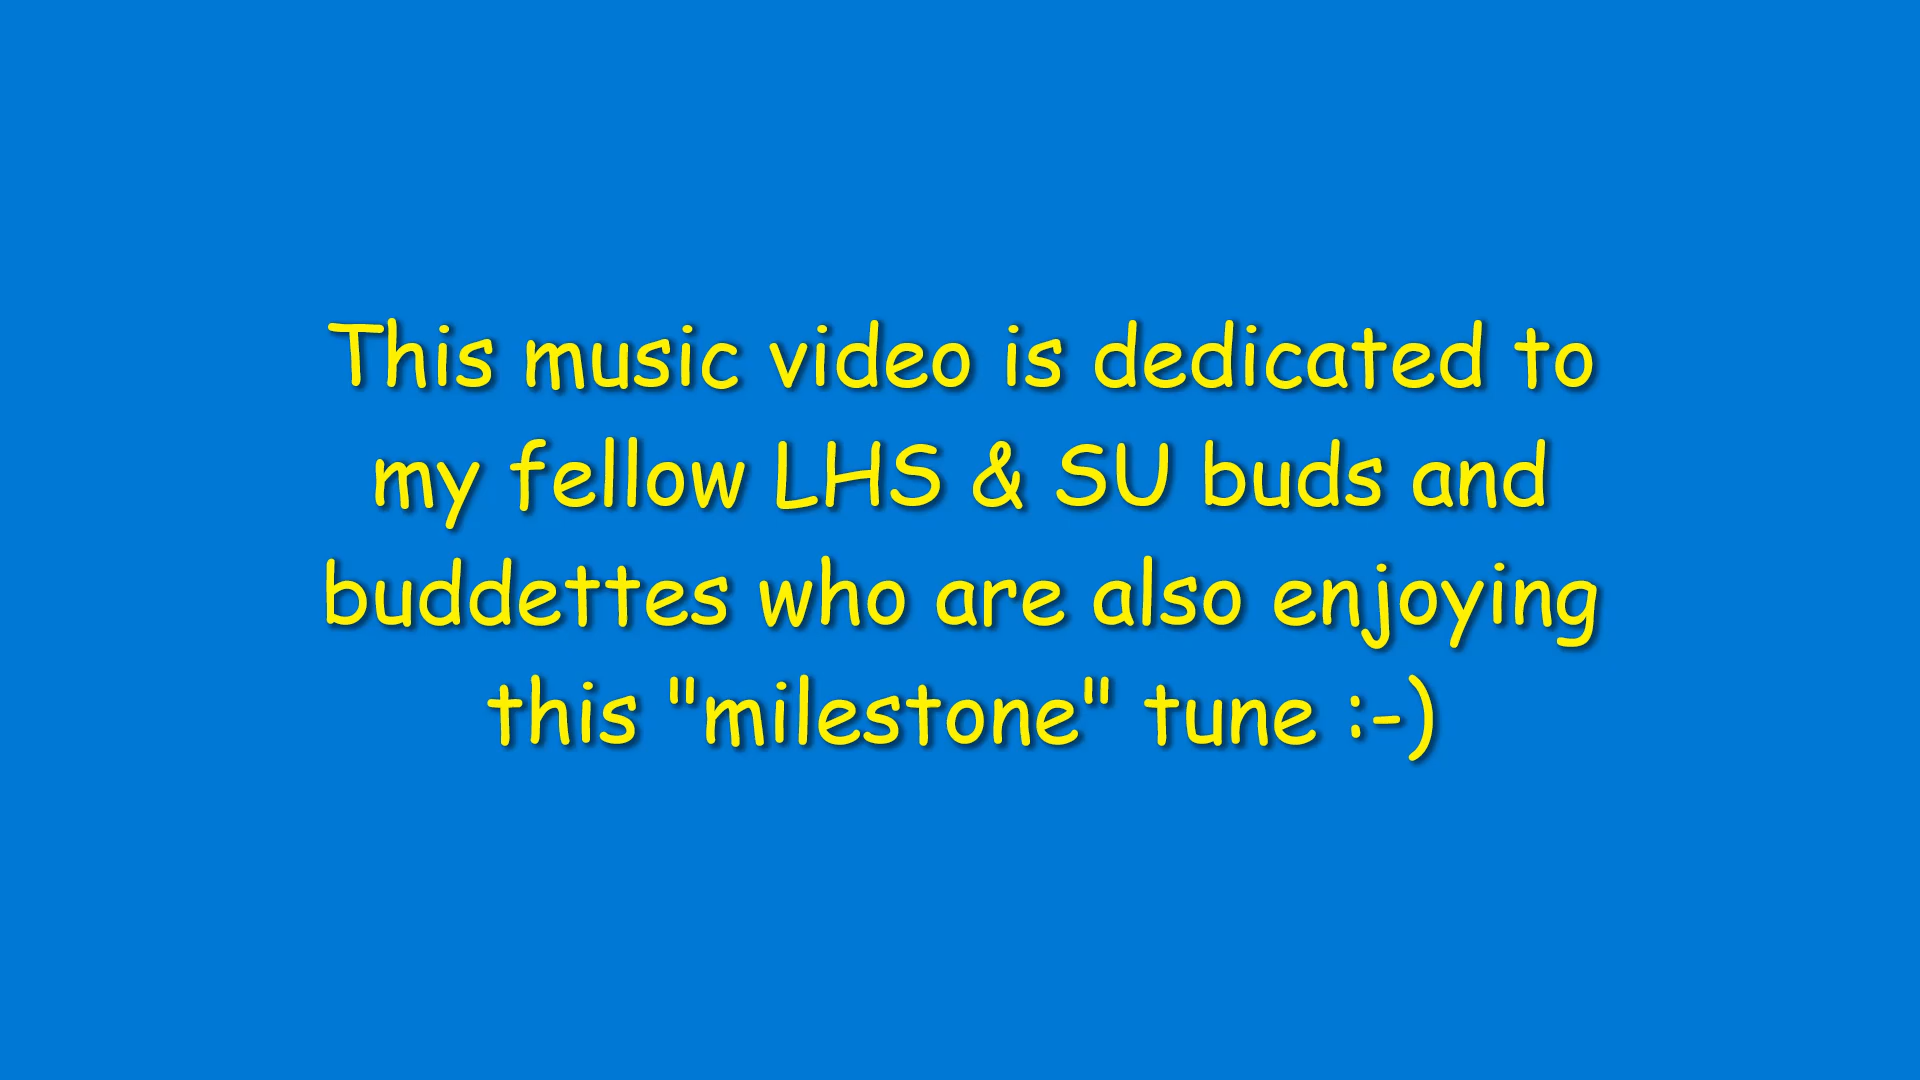 This music video is dedicated to
my fellow LHS & SU buds and
buddettes who are also enjoying
this "milestone" tune :-)